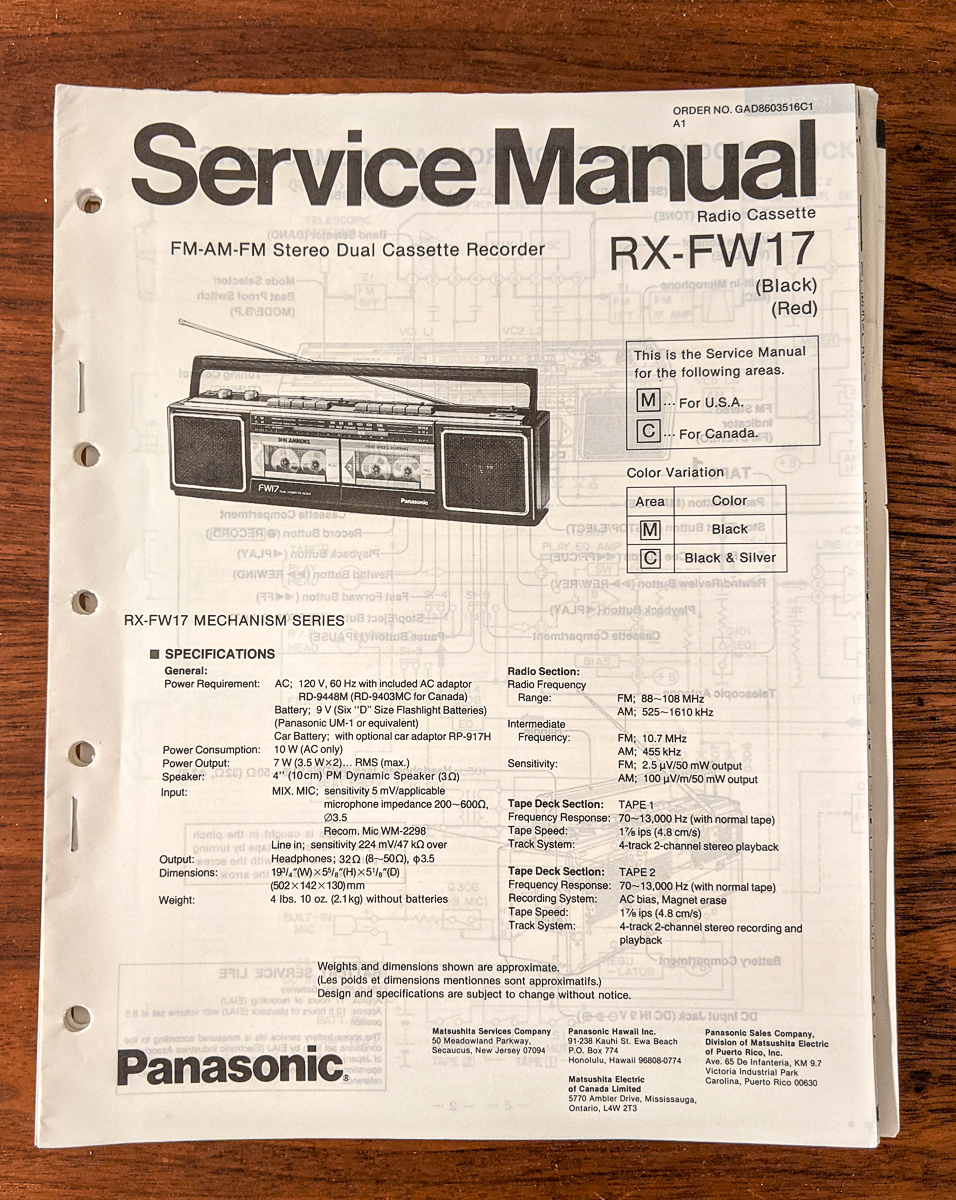 ORDER NO. GAD8603516C1
A1
Service Manual
Radio Cassette
FM-AM-FM Stereo Dual Cassette Recorder
RX-FW17
(Black)
(Red)
This is the Service Manual
for the following areas.
M ... For U.S.A.
C ... For Canada.
Color Variation
Area Color
M Black
C Black & Silver
FW17
Panasonic
RX-FW17 MECHANISM SERIES
■ SPECIFICATIONS
General:
Power Requirement: AC; 120 V, 60 Hz with included AC adaptor
RD-9448M (RD-9403MC for Canada)
Battery; 9 V (Six "D" Size Flashlight Batteries)
(Panasonic UM-1 or equivalent)
Car Battery; with optional car adaptor RP-917H
Power Consumption: 10 W (AC only)
Power Output: 7 W (3.5 W×2)... RMS (max.)
Speaker: 4'' (10cm) PM Dynamic Speaker (3Ω)
Input: MIX. MIC; sensitivity 5 mV/applicable
microphone impedance 200~600Ω,
∅3.5
Recom. Mic WM-2298
Line in; sensitivity 224 mV/47 kΩ over
Output: Headphones; 32Ω (8~50Ω), ϕ3.5
Dimensions: 19³/₄″(W)×5⁵/₈″(H)×5¹/₈″(D)
(502×142×130)mm
Weight: 4 lbs. 10 oz. (2.1kg) without batteries
Radio Section:
Radio Frequency
Range: FM; 88~108 MHz
AM; 525~1610 kHz
Intermediate
Frequency: FM; 10.7 MHz
AM; 455 kHz
Sensitivity: FM; 2.5 µV/50 mW output
AM; 100 µV/m/50 mW output
Tape Deck Section: TAPE 1
Frequency Response: 70~13,000 Hz (with normal tape)
Tape Speed: 1⅞ ips (4.8 cm/s)
Track System: 4-track 2-channel stereo playback
Tape Deck Section: TAPE 2
Frequency Response: 70~13,000 Hz (with normal tape)
Recording System: AC bias, Magnet erase
Tape Speed: 1⅞ ips (4.8 cm/s)
Track System: 4-track 2-channel stereo recording and
playback
Weights and dimensions shown are approximate.
(Les poids et dimensions mentionnes sont approximatifs.)
Design and specifications are subject to change without notice.
Panasonic®
Matsushita Services Company
50 Meadowland Parkway,
Secaucus, New Jersey 07094
Panasonic Hawaii Inc.
91-238 Kauhi St. Ewa Beach
P.O. Box 774
Honolulu, Hawaii 96808-0774
Matsushita Electric
of Canada Limited
5770 Ambler Drive, Mississauga,
Ontario, L4W 2T3
Panasonic Sales Company,
Division of Matsushita Electric
of Puerto Rico, Inc.
Ave. 65 De Infanteria, KM 9.7
Victoria Industrial Park
Carolina, Puerto Rico 00630